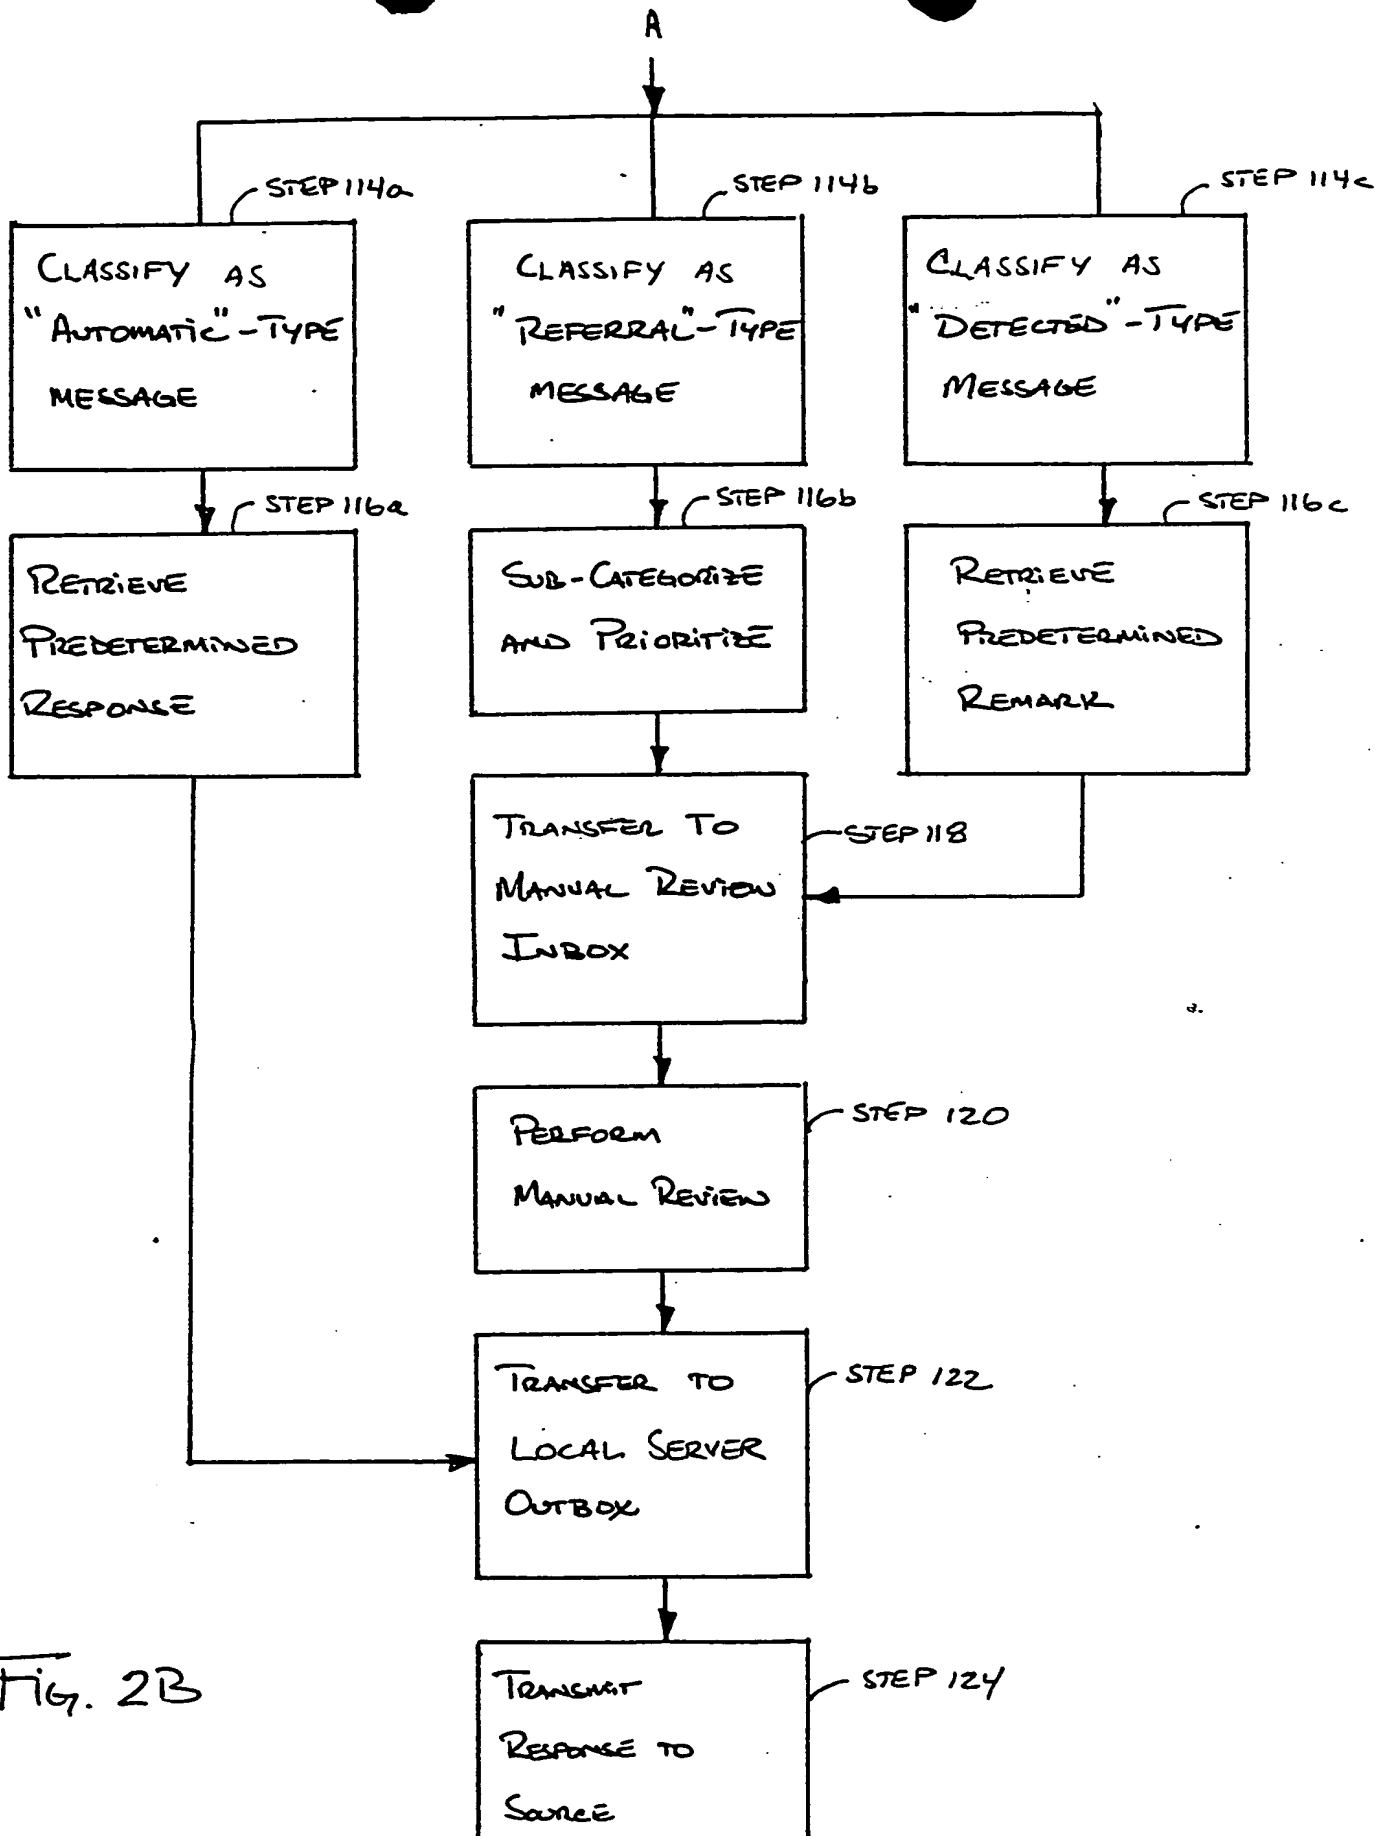 A
STEP 114a
CLASSIFY AS
"AUTOMATIC"-TYPE
MESSAGE
STEP 114b
CLASSIFY AS
"REFERRAL"-TYPE
MESSAGE
STEP 114c
CLASSIFY AS
"DETECTED"-TYPE
MESSAGE
STEP 116a
RETRIEVE
PREDETERMINED
RESPONSE
STEP 116b
SUB-CATEGORIZE
AND PRIORITIZE
STEP 116c
RETRIEVE
PREDETERMINED
REMARK
TRANSFER TO
MANUAL REVIEW
INBOX
STEP 118
PERFORM
MANUAL REVIEW
STEP 120
TRANSFER TO
LOCAL SERVER
OUTBOX
STEP 122
TRANSMIT
RESPONSE TO
SOURCE
STEP 124
FIG. 2B